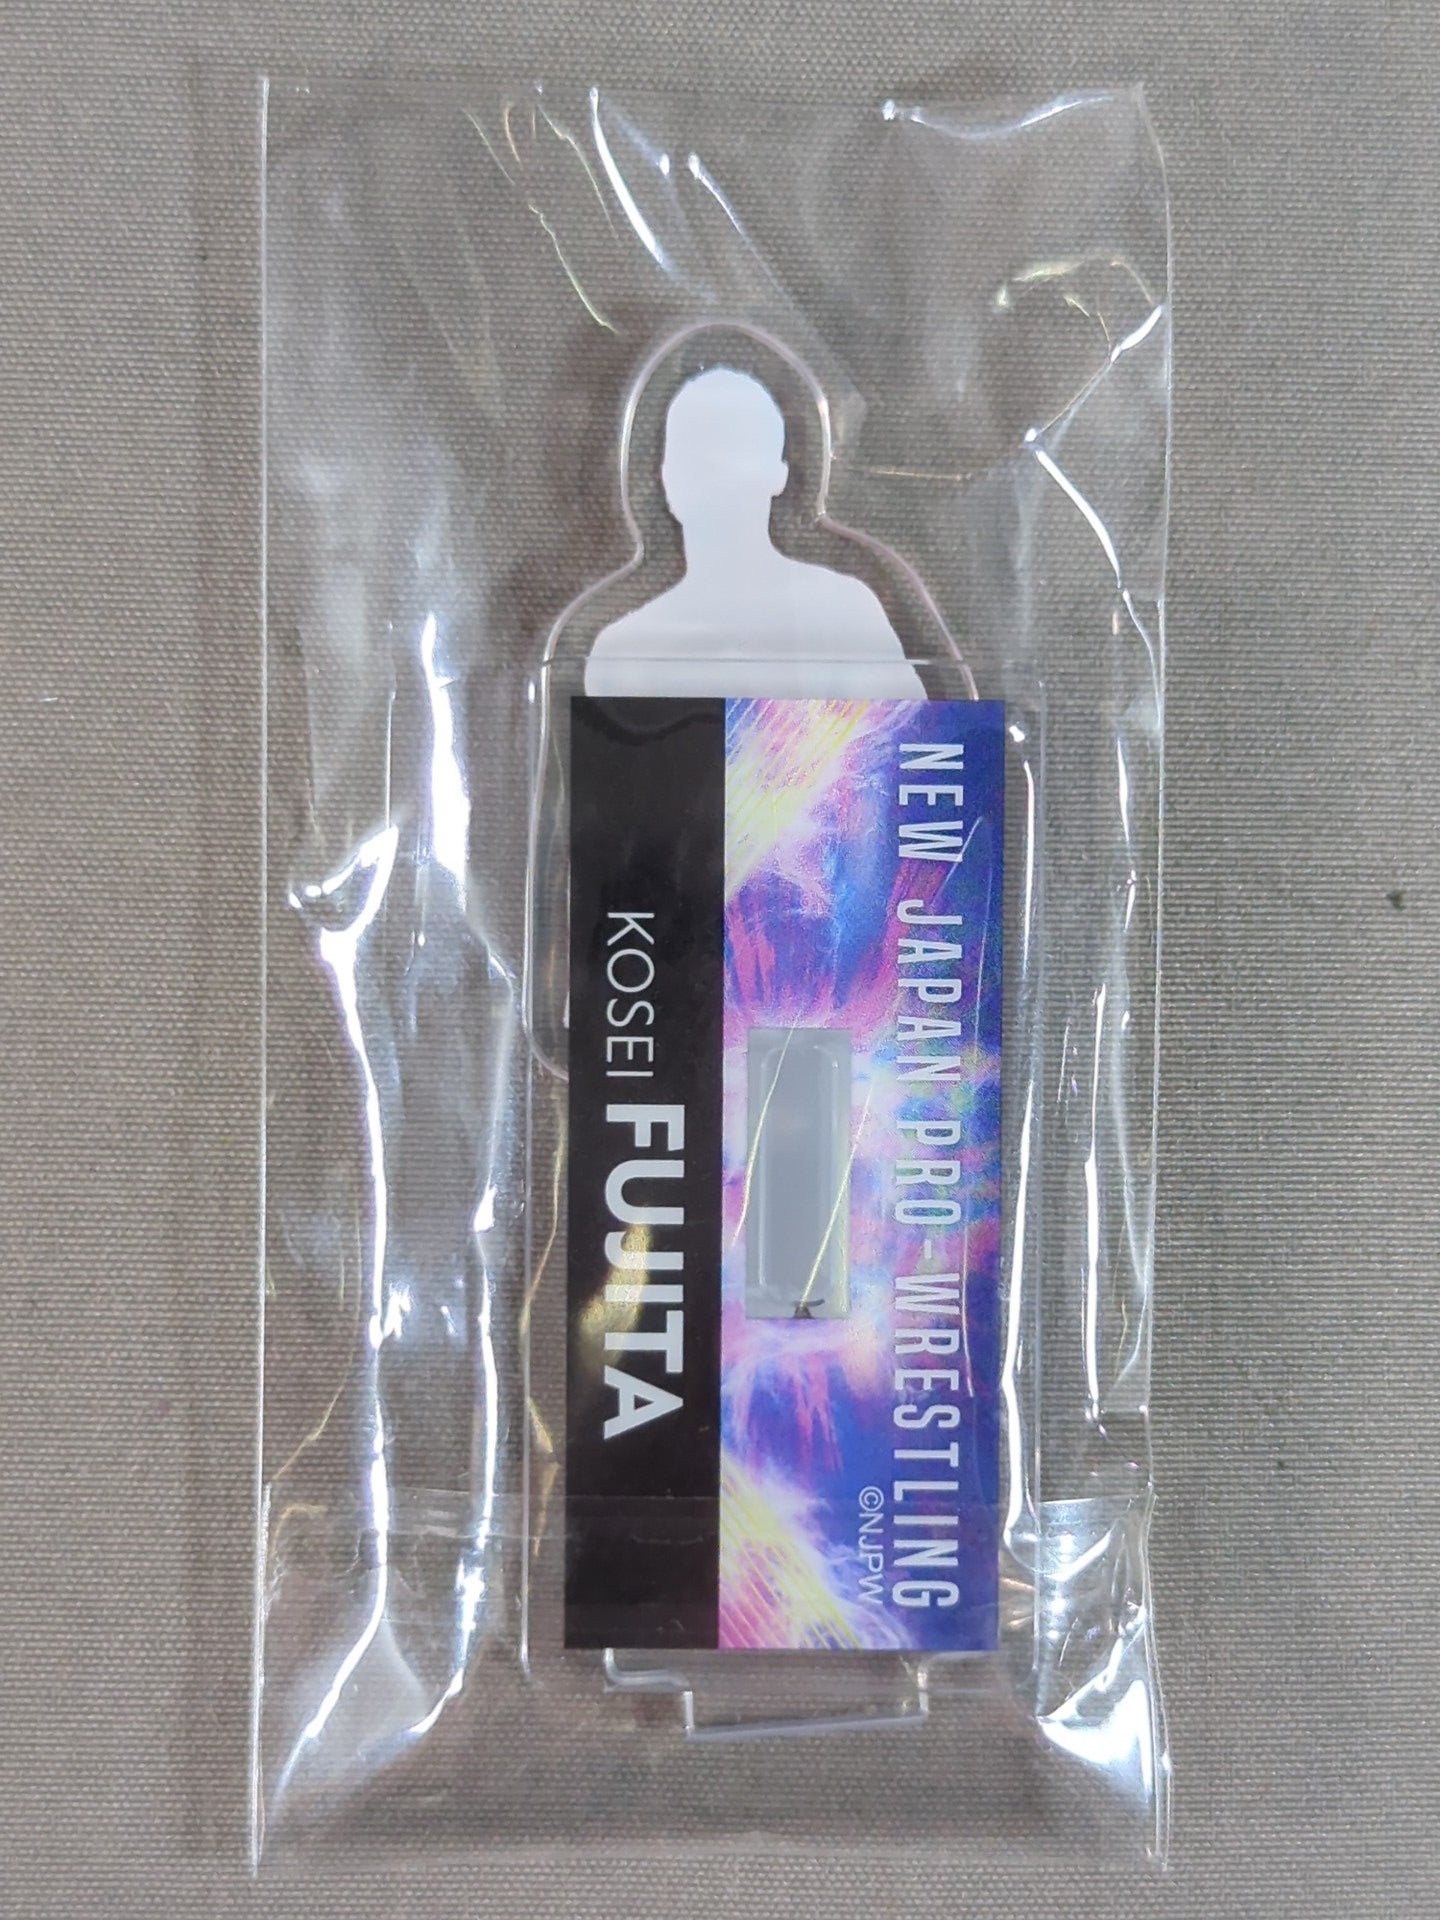 NEW JAPAN PRO-WRESTLING
©NJPW
KOSEI FUJITA